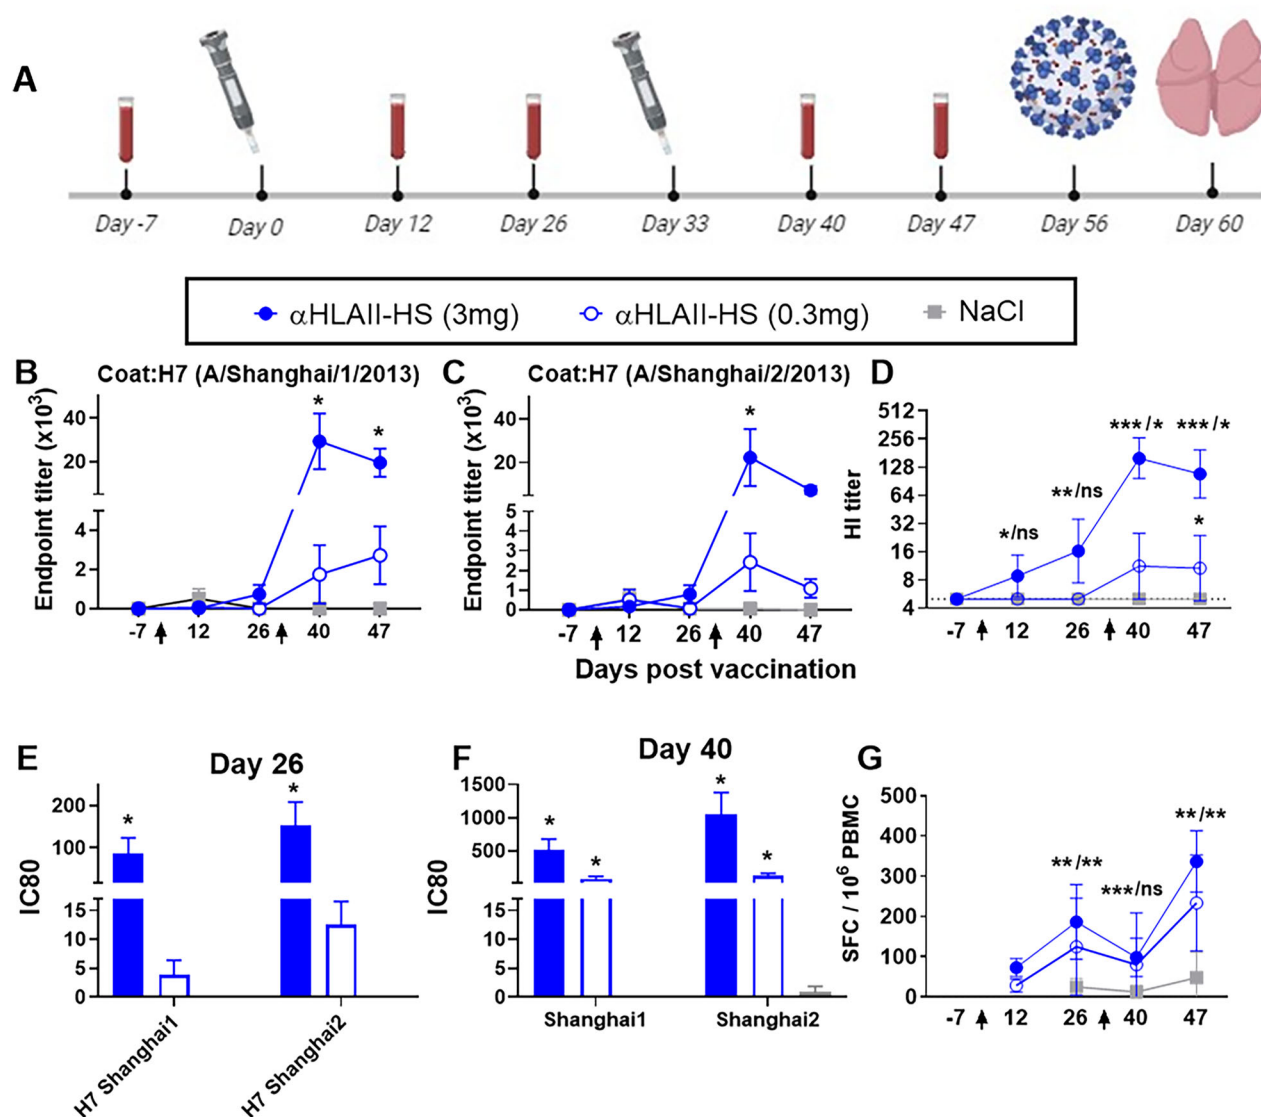 A
Day -7
Day 0
Day 12
Day 26
Day 33
Day 40
Day 47
Day 56
Day 60
αHLAII-HS (3mg)
αHLAII-HS (0.3mg)
NaCl
B
Coat:H7 (A/Shanghai/1/2013)
Endpoint titer (x10³)
40
20
4
2
0
*
*
-7
12
26
40
47
C
Coat:H7 (A/Shanghai/2/2013)
Endpoint titer (x10³)
40
20
5
4
3
2
1
0
*
-7
12
26
40
47
Days post vaccination
D
HI titer
512
256
128
64
32
16
8
4
*/ns
**/ns
***/*
***/*
*
-7
12
26
40
47
E
Day 26
IC80
200
100
15
10
5
0
*
*
H7 Shanghai1
H7 Shanghai2
F
Day 40
IC80
1500
1000
500
15
10
5
0
*
*
*
*
Shanghai1
Shanghai2
G
SFC / 10⁶ PBMC
500
400
300
200
100
0
**/**
***/ns
**/**
-7
12
26
40
47